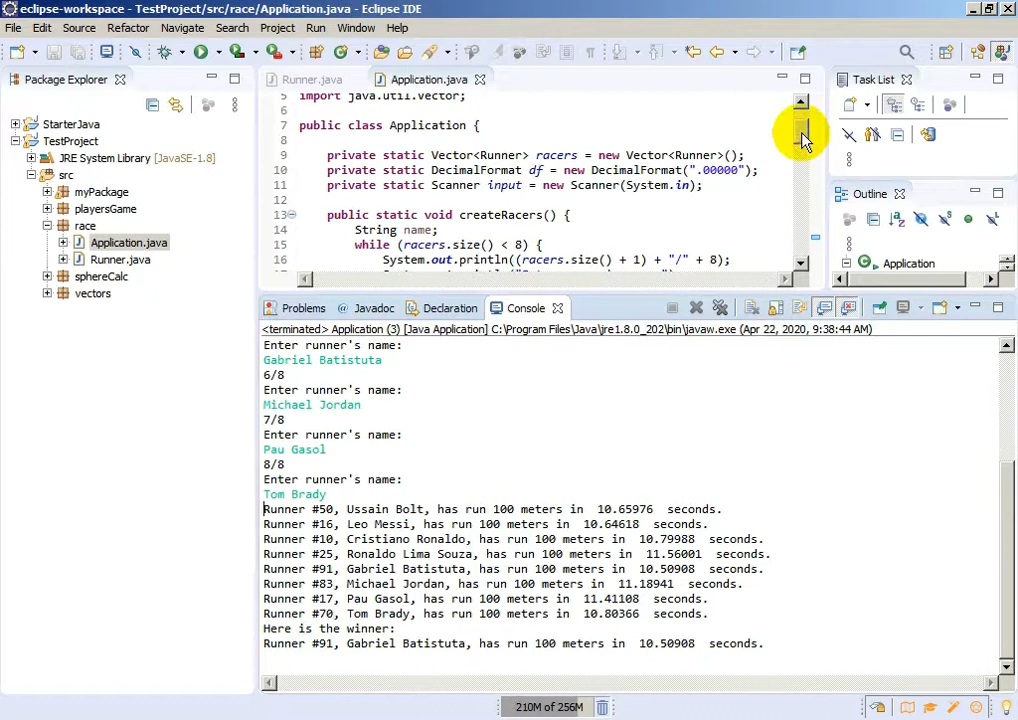 eclipse-workspace - TestProject/src/race/Application.java - Eclipse IDE
File Edit Source Refactor Navigate Search Project Run Window Help
Package Explorer
StarterJava
TestProject
JRE System Library [JavaSE-1.8]
src
myPackage
playersGame
race
Application.java
Runner.java
sphereCalc
vectors
Runner.java Application.java
5 import java.util.Vector;
6
7 public class Application {
8
9 private static Vector<Runner> racers = new Vector<Runner>();
10 private static DecimalFormat df = new DecimalFormat(".00000");
11 private static Scanner input = new Scanner(System.in);
12
13 public static void createRacers() {
14 String name;
15 while (racers.size() < 8) {
16 System.out.println((racers.size() + 1) + "/" + 8);
Task List
Outline
Application
Problems Javadoc Declaration Console
<terminated> Application (3) [Java Application] C:\Program Files\Java\jre1.8.0_202\bin\javaw.exe (Apr 22, 2020, 9:38:44 AM)
Enter runner's name:
Gabriel Batistuta
6/8
Enter runner's name:
Michael Jordan
7/8
Enter runner's name:
Pau Gasol
8/8
Enter runner's name:
Tom Brady
Runner #50, Ussain Bolt, has run 100 meters in 10.65976 seconds.
Runner #16, Leo Messi, has run 100 meters in 10.64618 seconds.
Runner #10, Cristiano Ronaldo, has run 100 meters in 10.79988 seconds.
Runner #25, Ronaldo Lima Souza, has run 100 meters in 11.56001 seconds.
Runner #91, Gabriel Batistuta, has run 100 meters in 10.50908 seconds.
Runner #83, Michael Jordan, has run 100 meters in 11.18941 seconds.
Runner #17, Pau Gasol, has run 100 meters in 11.41108 seconds.
Runner #70, Tom Brady, has run 100 meters in 10.80366 seconds.
Here is the winner:
Runner #91, Gabriel Batistuta, has run 100 meters in 10.50908 seconds.
210M of 256M